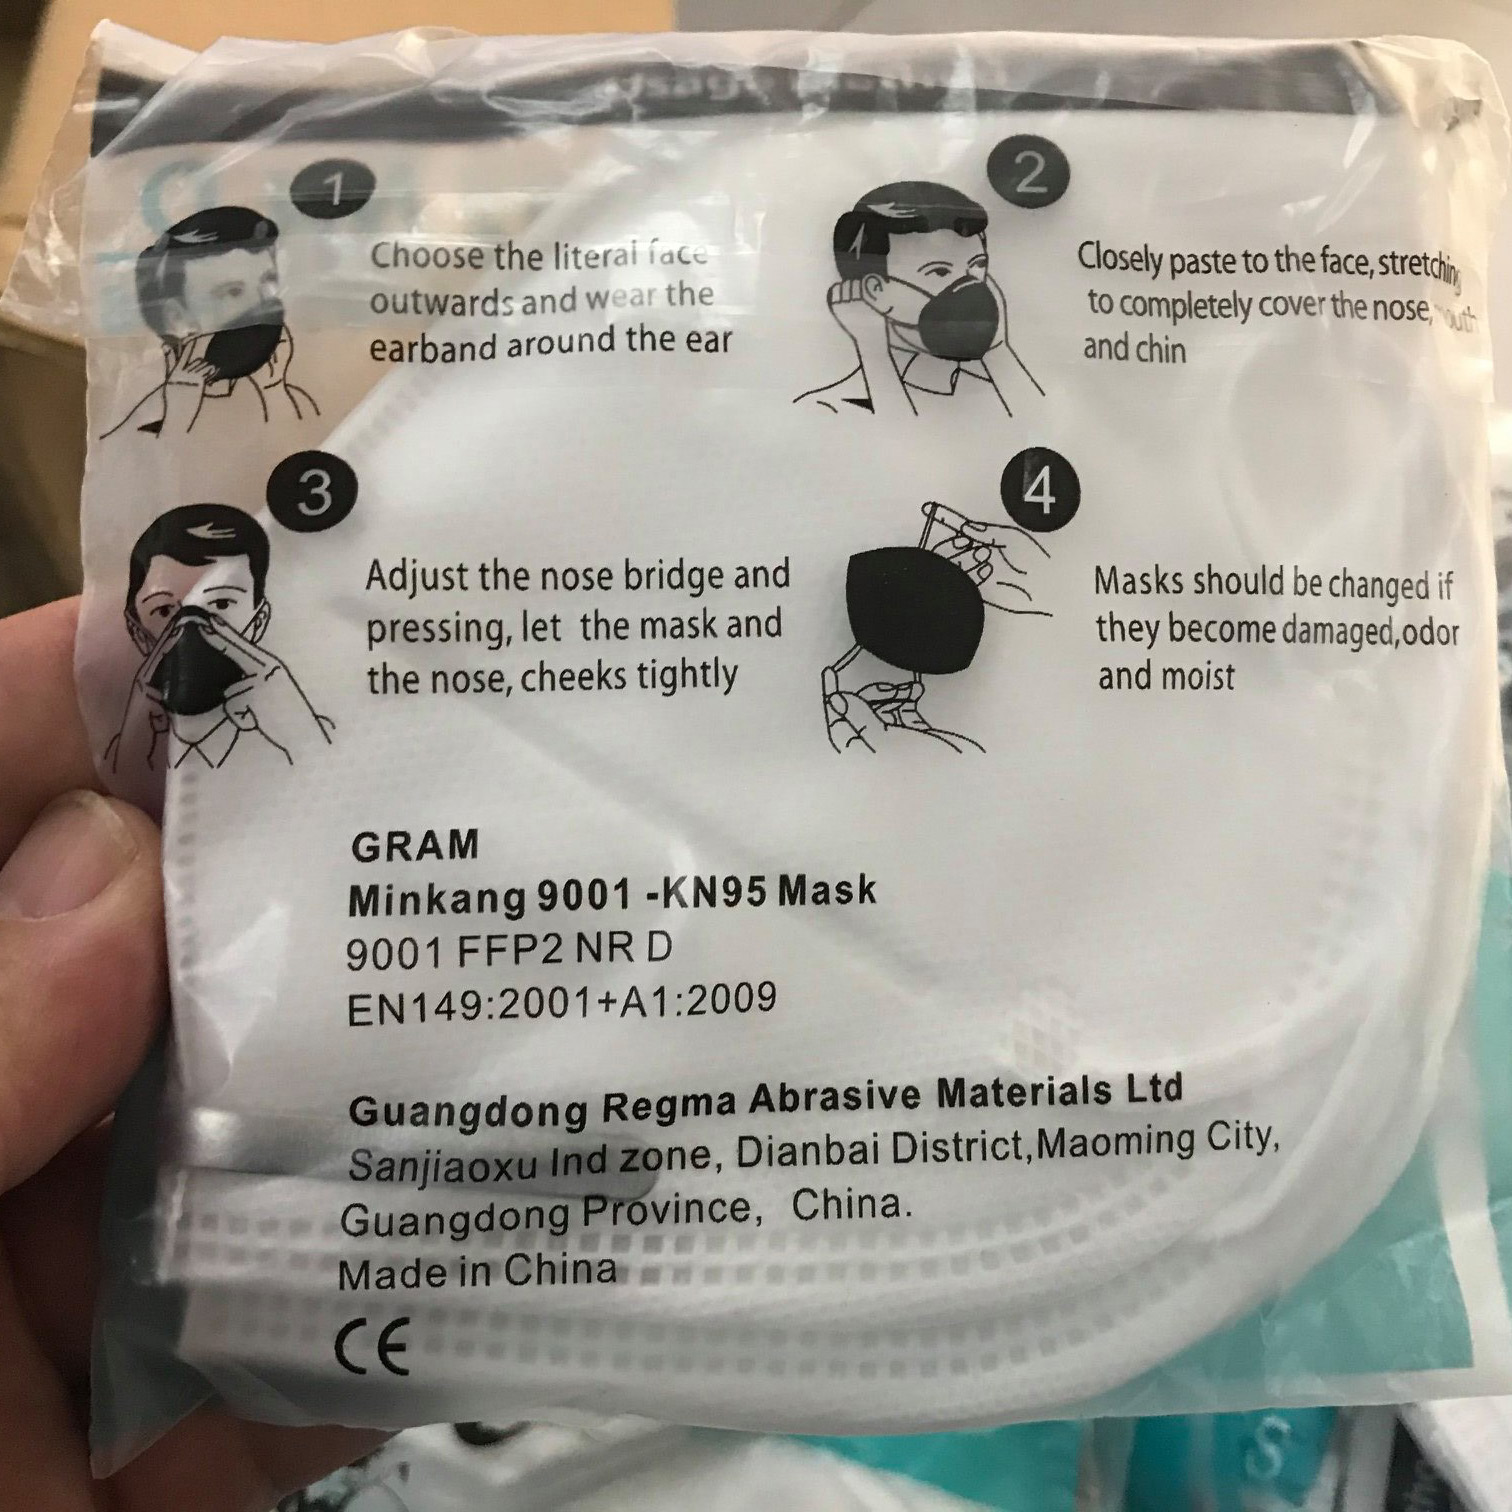 1
Choose the literal face
outwards and wear the
earband around the ear
2
Closely paste to the face, stretching
to completely cover the nose, mouth
and chin
3
Adjust the nose bridge and
pressing, let the mask and
the nose, cheeks tightly
4
Masks should be changed if
they become damaged,odor
and moist
GRAM
Minkang 9001 -KN95 Mask
9001 FFP2 NR D
EN149:2001+A1:2009
Guangdong Regma Abrasive Materials Ltd
Sanjiaoxu Ind zone, Dianbai District,Maoming City,
Guangdong Province, China.
Made in China
CE